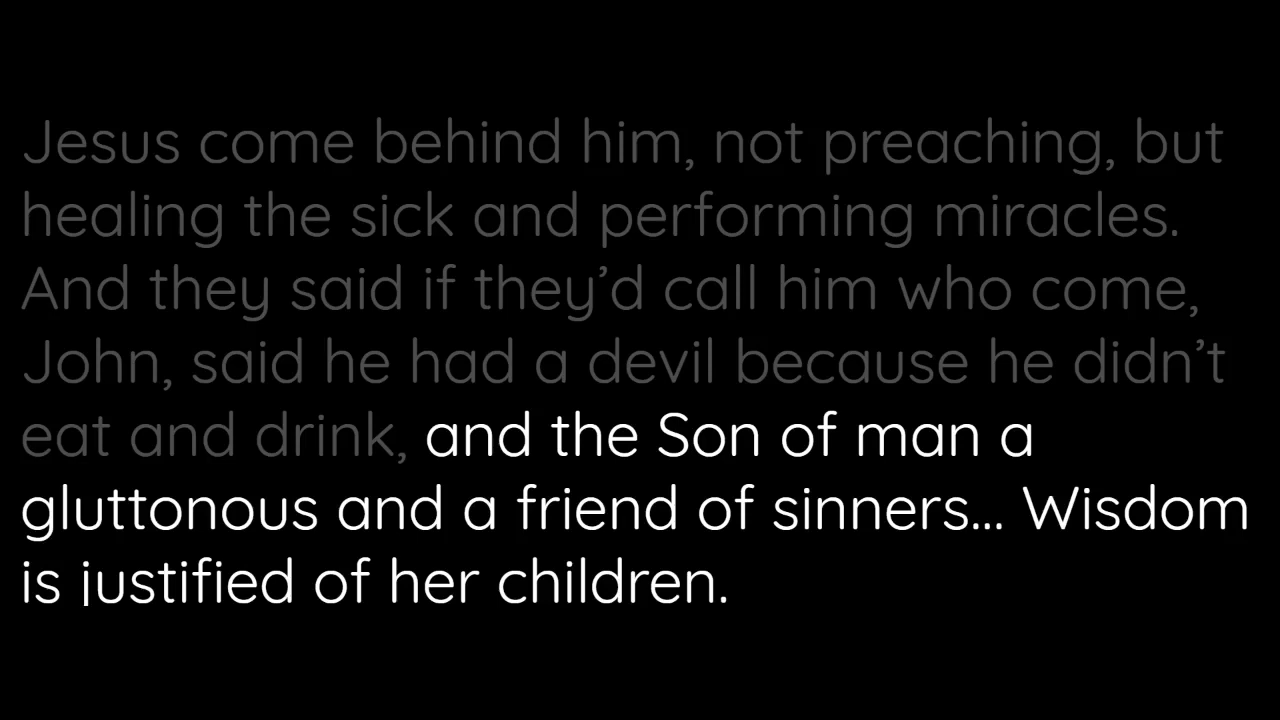 Jesus come behind him, not preaching, but
healing the sick and performing miracles.
And they said if they’d call him who come,
John, said he had a devil because he didn’t
eat and drink, and the Son of man a
gluttonous and a friend of sinners... Wisdom
is justified of her children.